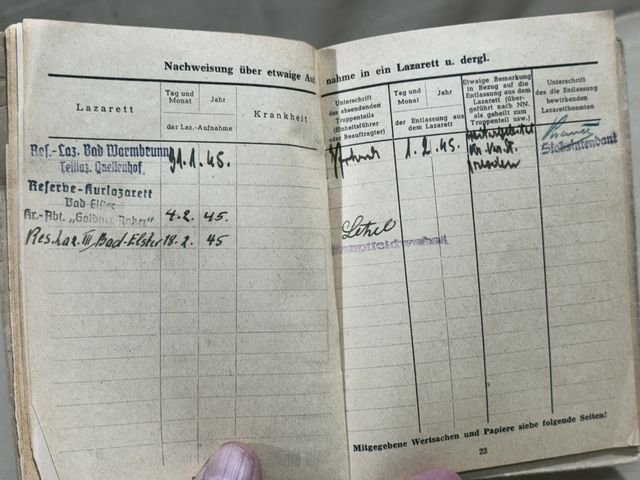 Nachweisung über etwaige Aufnahme in ein Lazarett u. dergl.
Lazarett
Tag und Monat
Jahr
der Laz.-Aufnahme
Krankheit
Unterschrift
des absendenden
Truppenteils
(Einheitsführer
oder Beauftragter)
Tag und Monat
Jahr
der Entlassung aus
dem Lazarett
Etwaige Bemerkung
in Bezug auf die
Entlassung aus dem
Lazarett (über-
geführt nach NN.
als geheilt zum
Truppenteil usw.)
Unterschrift
des die Entlassung
bewirkenden
Lazarettbeamten
Res.-Laz. Bad Warmbrunn
Teillaz. Quellenhof.
31.1.45.
1.2.45.
Stabsintendant
Reserve-Kurlazarett
Bad Elster
Kr.-Abt. „Goldner Anker" 4.2. 45.
Res. Laz. III, Bad-Elster 18.2. 45
Hauptfeldwebel
Mitgegebene Wertsachen und Papiere siehe folgende Seiten!
23